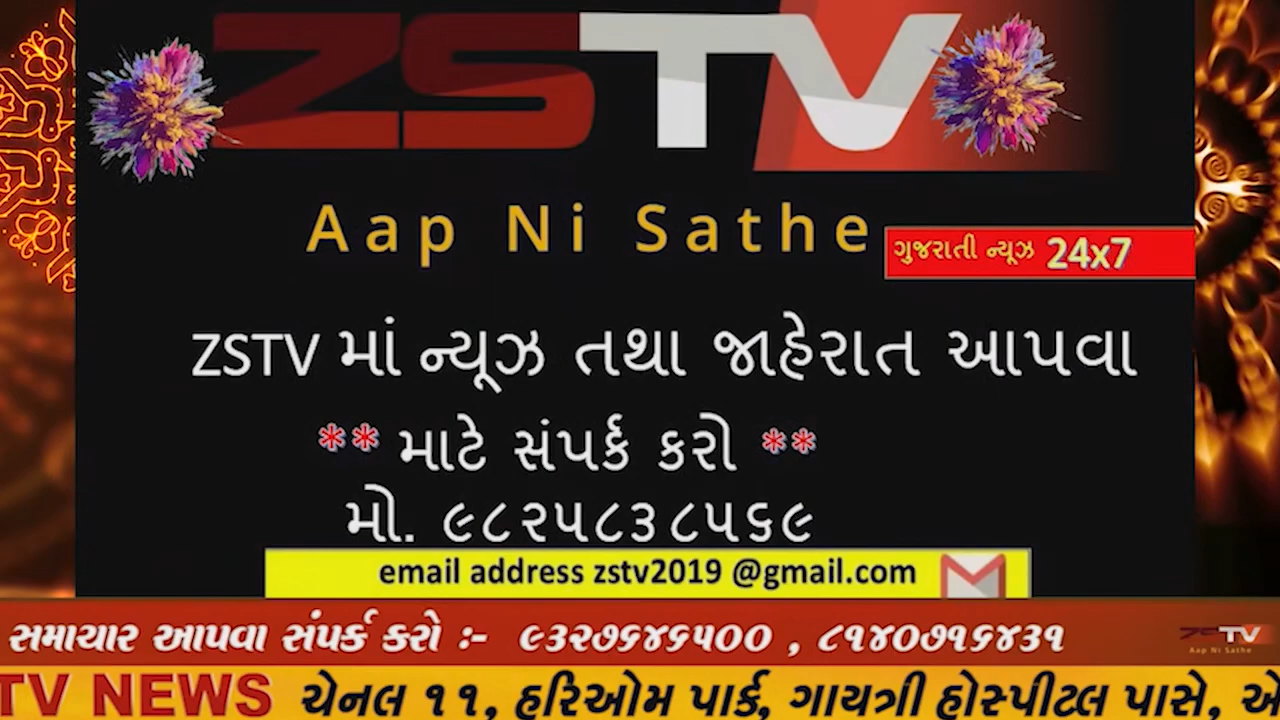 ZSTV
Aap Ni Sathe
ગુજરાતી ન્યૂઝ 24x7
ZSTV માં ન્યૂઝ તથા જાહેરાત આપવા
** માટે સંપર્ક કરો **
મો. ૯૮૨૫૮૩૮૫૬૯
email address zstv2019 @gmail.com
સમાચાર આપવા સંપર્ક કરો :- ૯૩૨૭૬૪૬૫૦૦ , ૮૧૪૦૭૧૬૪૩૧
ZSTV
Aap Ni Sathe
TV NEWS ચેનલ ૧૧, હરિઓમ પાર્ક, ગાયત્રી હોસ્પીટલ પાસે, એ